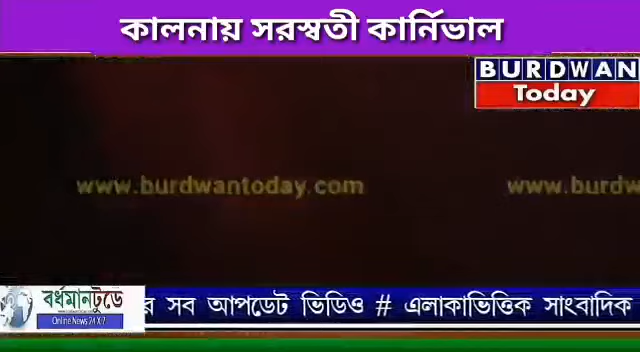 কালনায় সরস্বতী কার্নিভাল
BURDWAN
Today
www.burdwantoday.com www.burdw
বর্ধমানটুডে
Online News 24 X 7
র সব আপডেট ভিডিও # এলাকাভিত্তিক সাংবাদিক